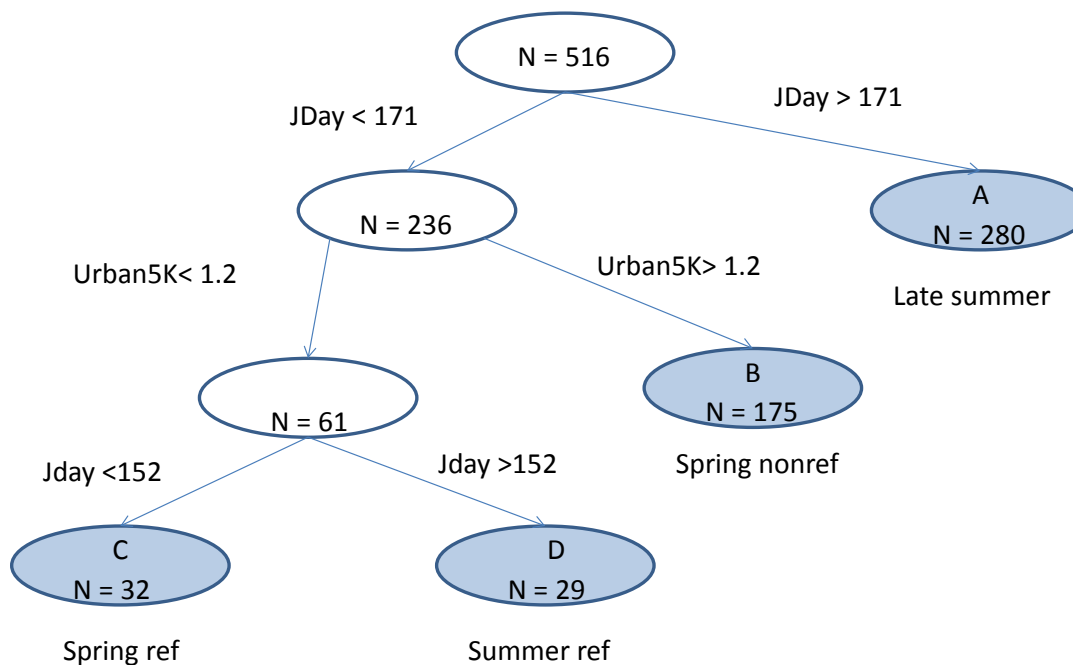 N = 516
JDay < 171
JDay > 171
N = 236
A
N = 280
Late summer
Urban5K< 1.2
Urban5K> 1.2
N = 61
B
N = 175
Spring nonref
Jday <152
Jday >152
C
N = 32
Spring ref
D
N = 29
Summer ref